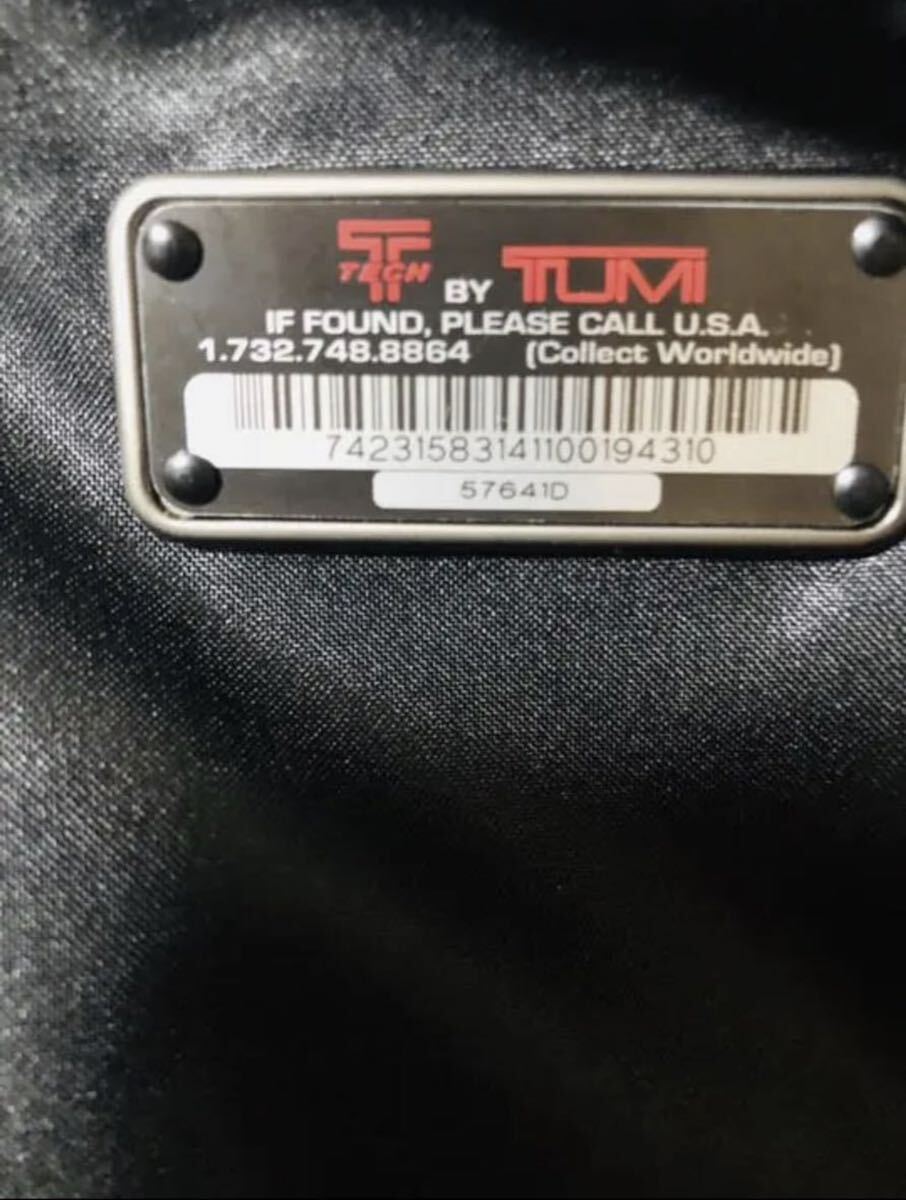 T TECH BY TUMI
IF FOUND, PLEASE CALL U.S.A.
1.732.748.8864 (Collect Worldwide)
74231583141100194310
57641D